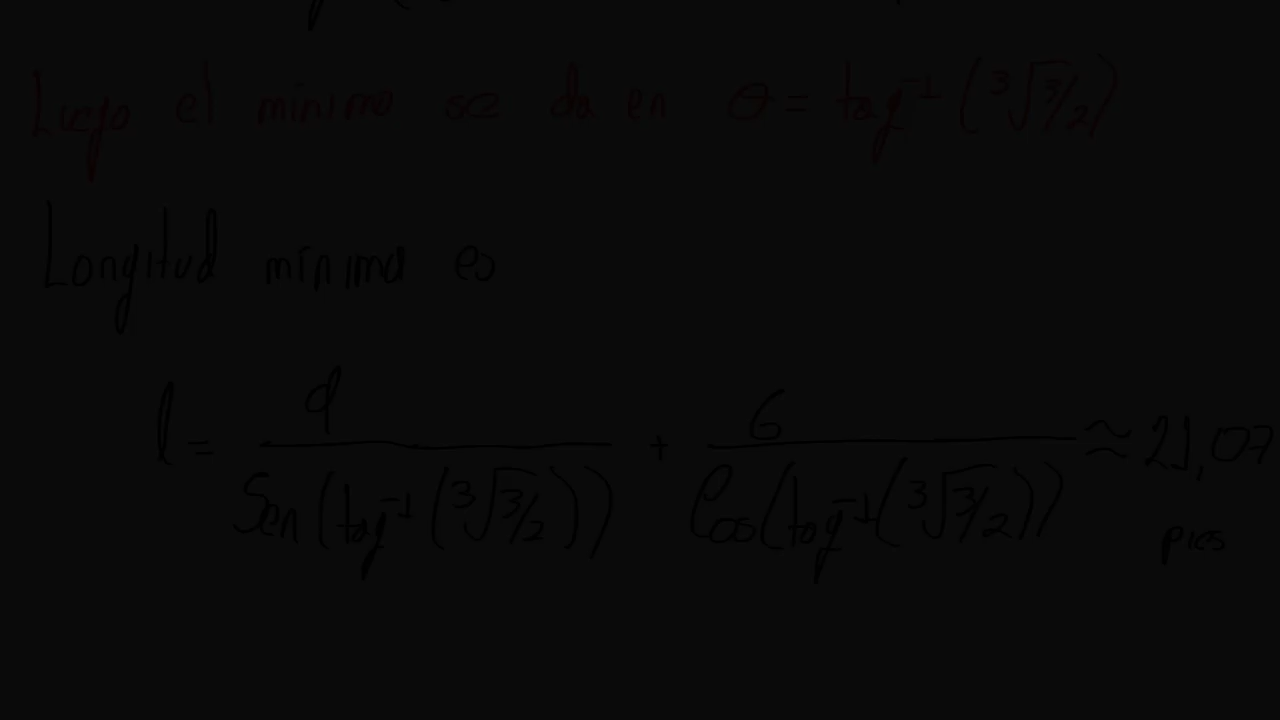 Luego el mínimo se da en θ = tag⁻¹(∛3/2)
Longitud mínima es
l = 9/Sen(tag⁻¹(∛3/2)) + 6/Cos(tag⁻¹(∛3/2)) ≈ 21,07
pies